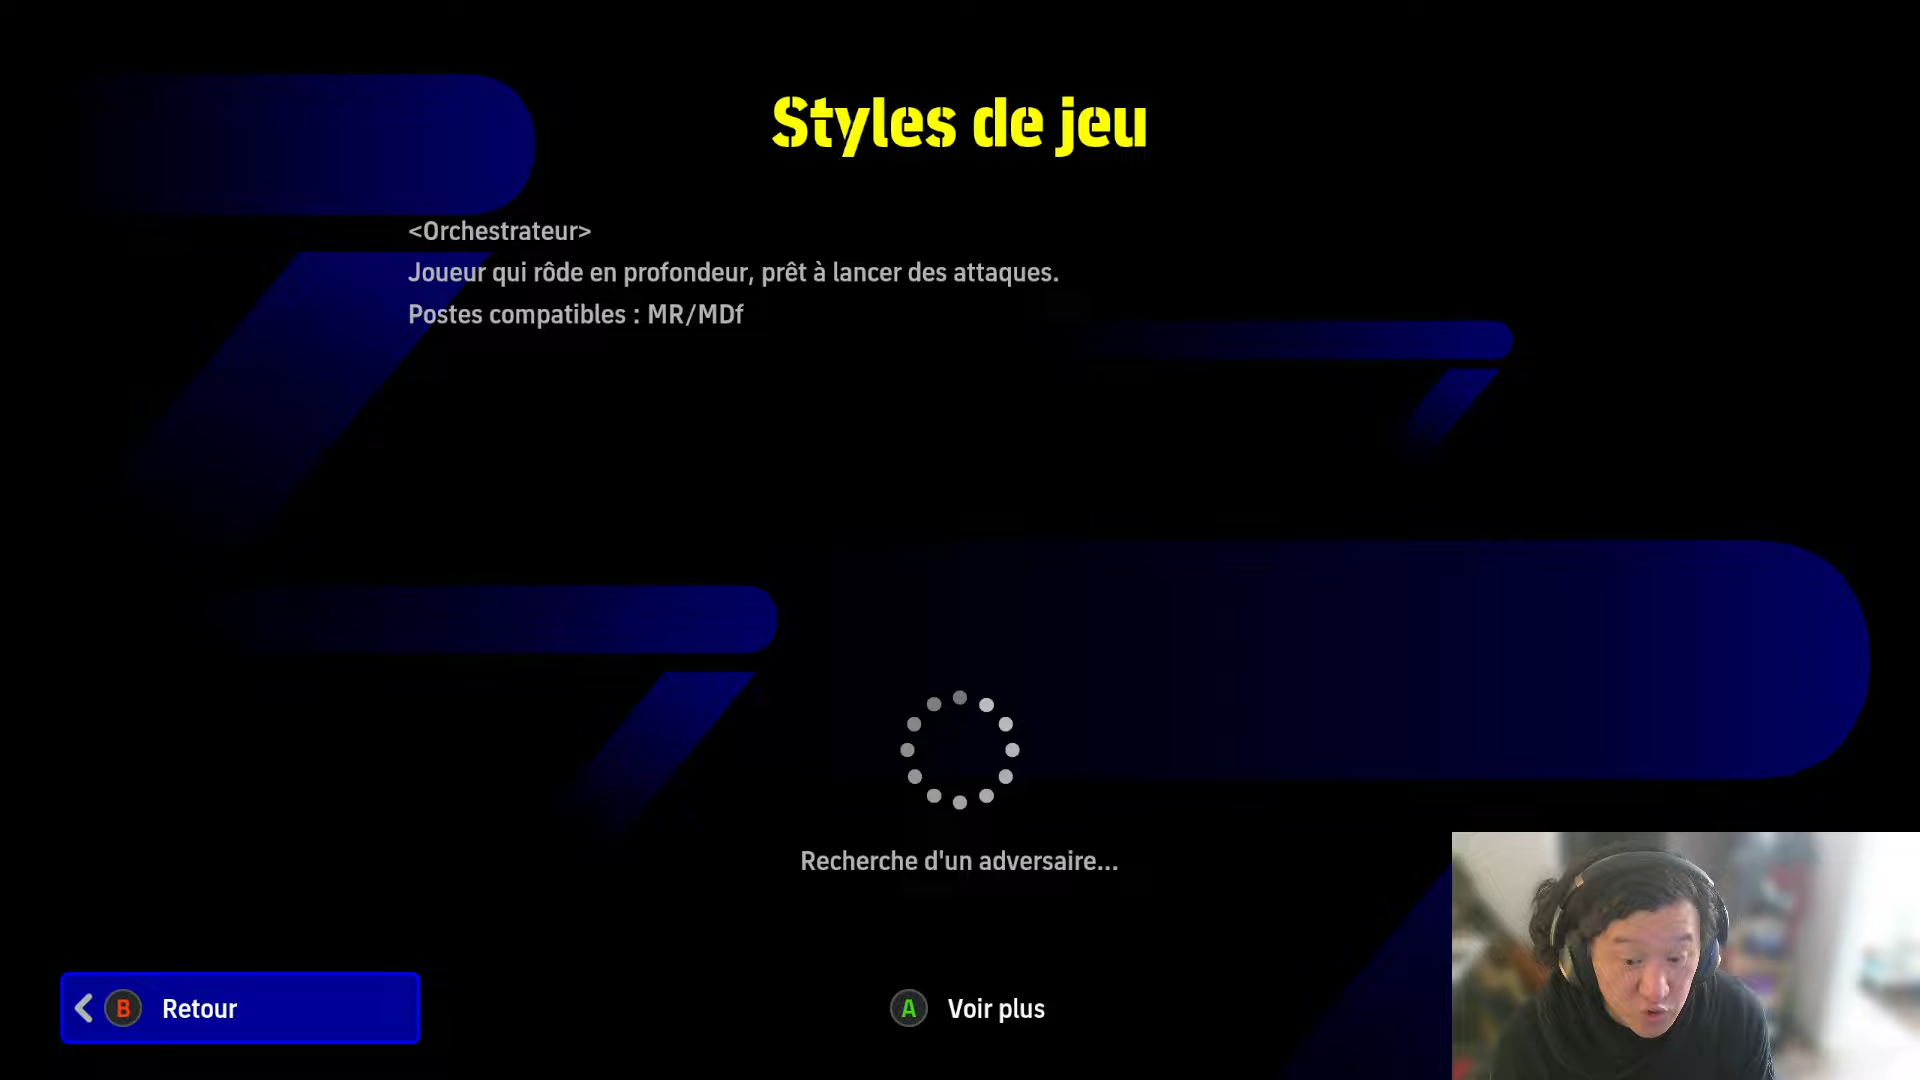 Styles de jeu
<Orchestrateur>
Joueur qui rôde en profondeur, prêt à lancer des attaques.
Postes compatibles : MR/MDf
Recherche d'un adversaire...
B Retour
A Voir plus